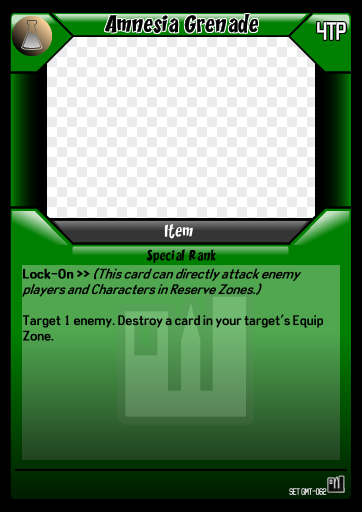 Amnesia Grenade
4TP
Item
Special Rank
Lock-On >> (This card can directly attack enemy
players and Characters in Reserve Zones.)
Target 1 enemy. Destroy a card in your target's Equip
Zone.
SET GMT-062